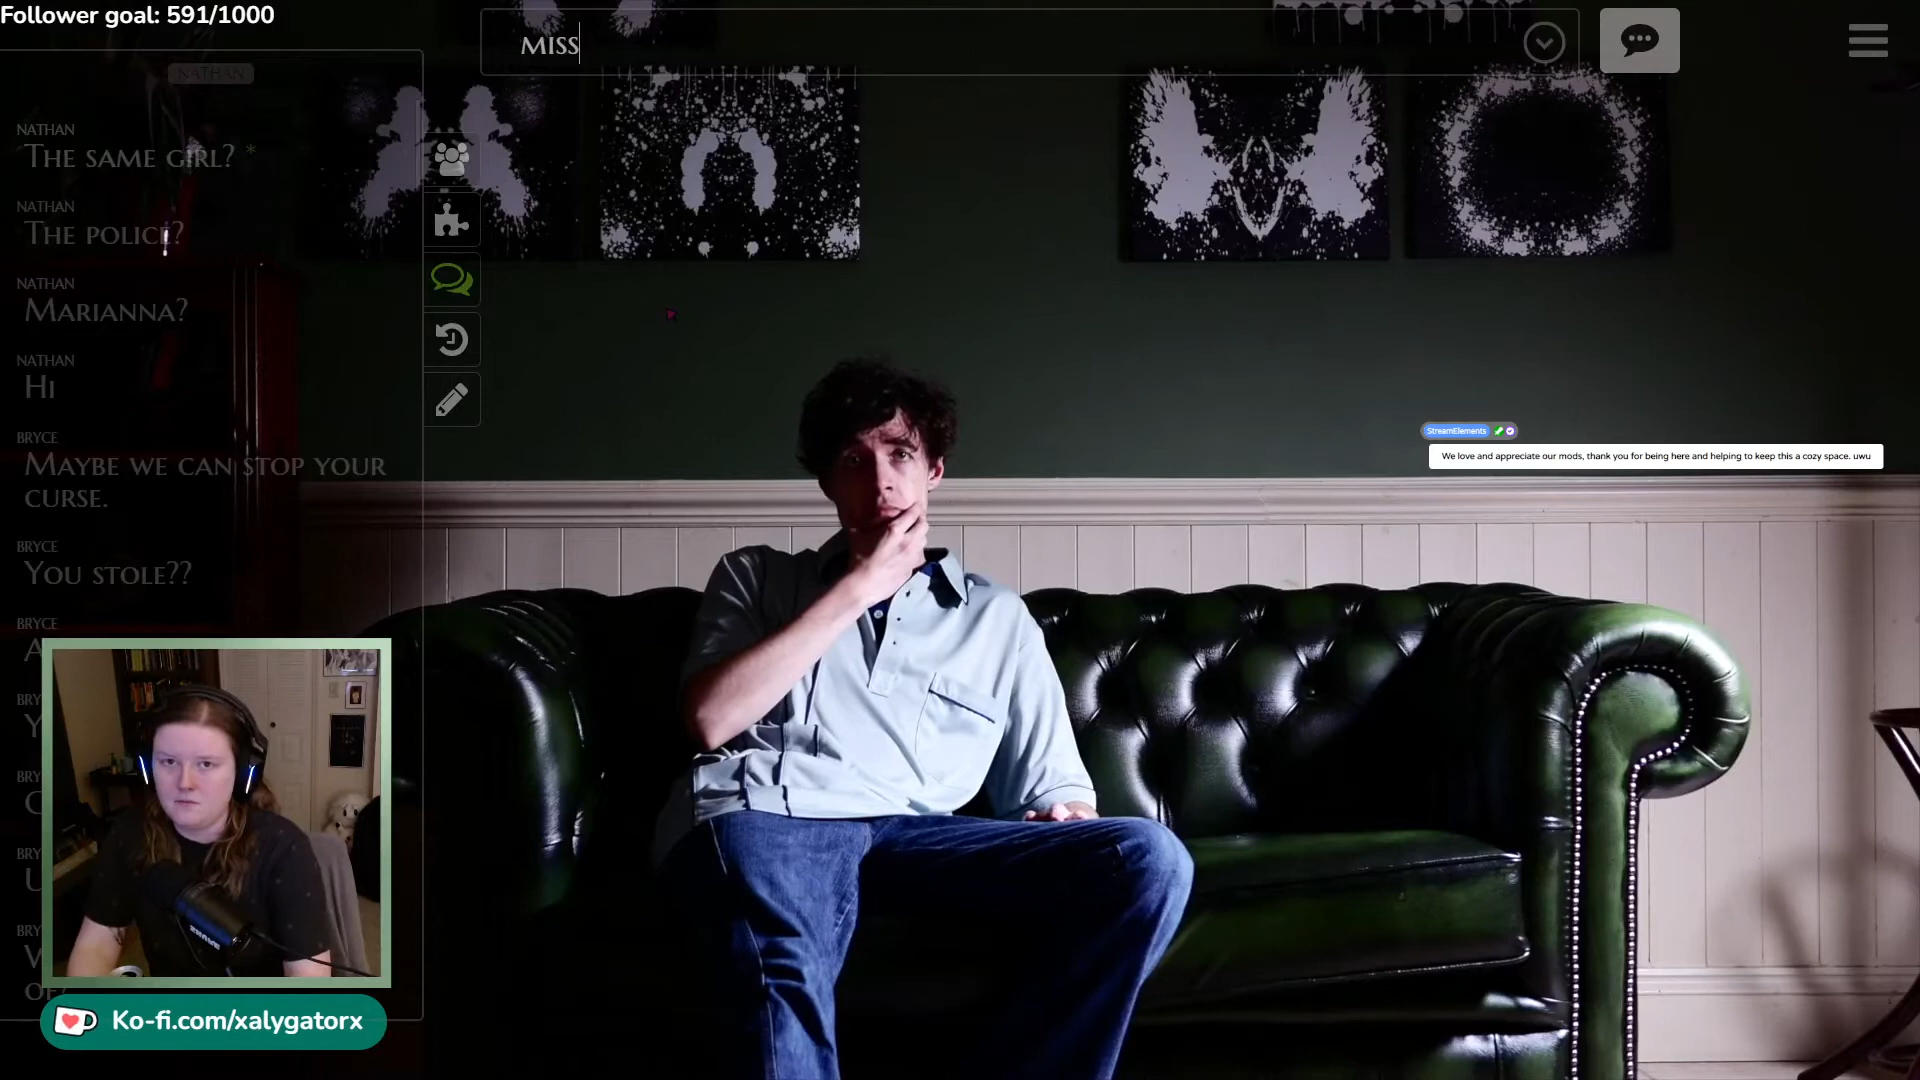 Follower goal: 591/1000
MISS
NATHAN
NATHAN
THE SAME GIRL? *
NATHAN
THE POLICE?
NATHAN
MARIANNA?
NATHAN
HI
BRYCE
MAYBE WE CAN STOP YOUR
CURSE.
BRYCE
YOU STOLE??
BRYCE
StreamElements
We love and appreciate our mods, thank you for being here and helping to keep this a cozy space. uwu
SHURE
Ko-fi.com/xalygatorx